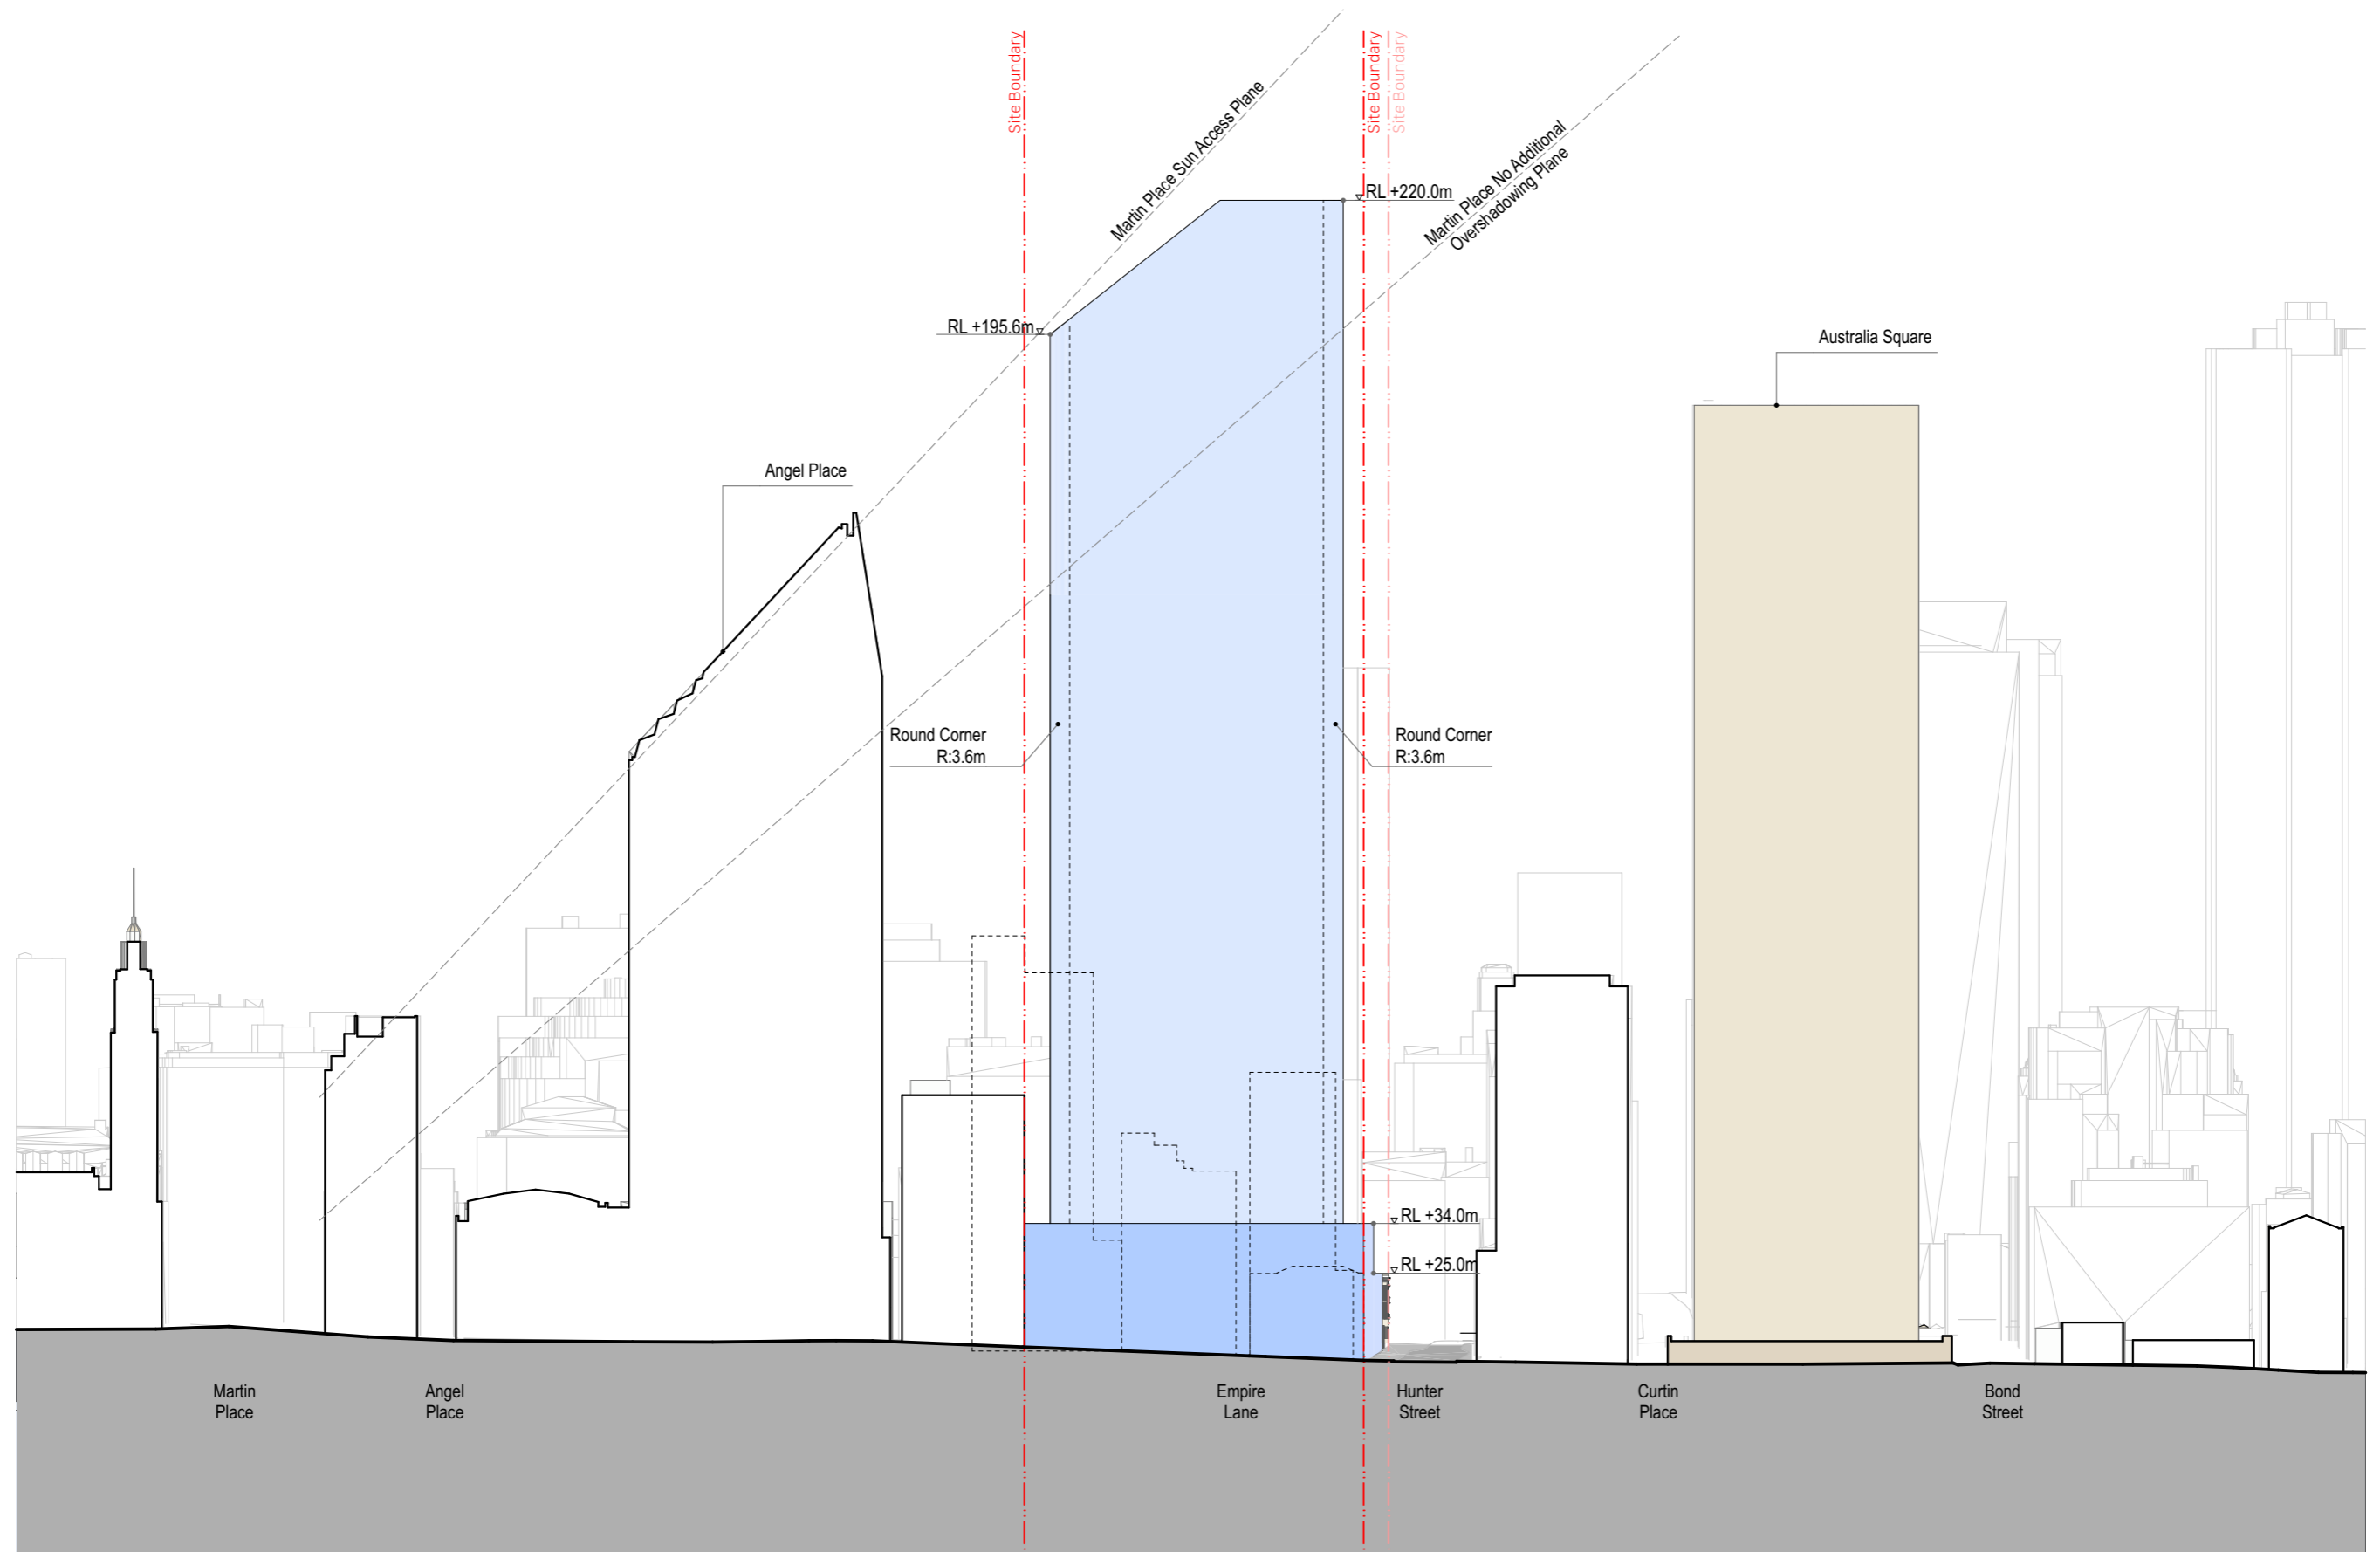 Site Boundary
Site Boundary
Site Boundary
Martin Place Sun Access Plane
Martin Place No Additional
Overshadowing Plane
RL +220.0m
RL +195.6m
Australia Square
Angel Place
Round Corner
R:3.6m
Round Corner
R:3.6m
RL +34.0m
RL +25.0m
Martin
Place
Angel
Place
Empire
Lane
Hunter
Street
Curtin
Place
Bond
Street